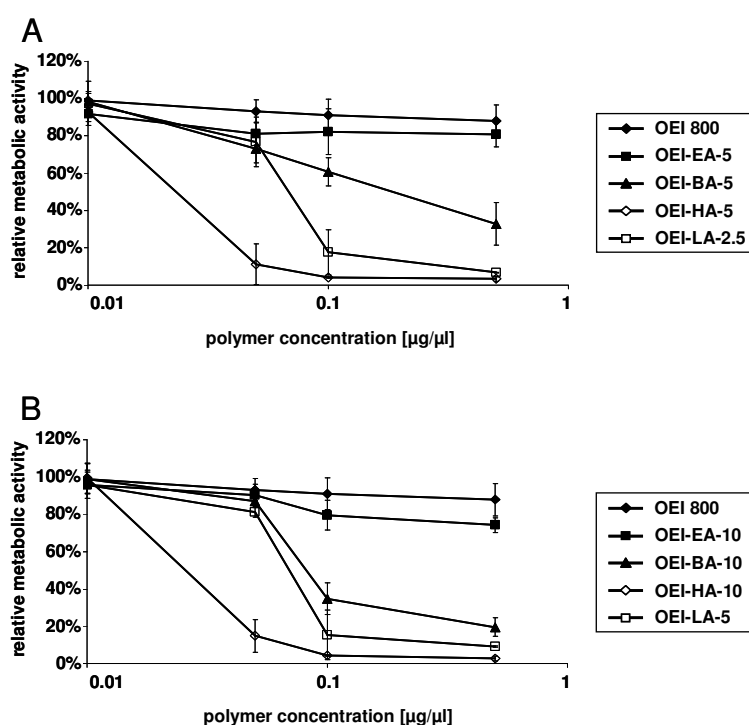 A
120%
100%
80%
60%
40%
20%
0%
relative metabolic activity
0.01
0.1
1
polymer concentration [µg/µl]
OEI 800
OEI-EA-5
OEI-BA-5
OEI-HA-5
OEI-LA-2.5
B
120%
100%
80%
60%
40%
20%
0%
relative metabolic activity
0.01
0.1
1
polymer concentration [µg/µl]
OEI 800
OEI-EA-10
OEI-BA-10
OEI-HA-10
OEI-LA-5